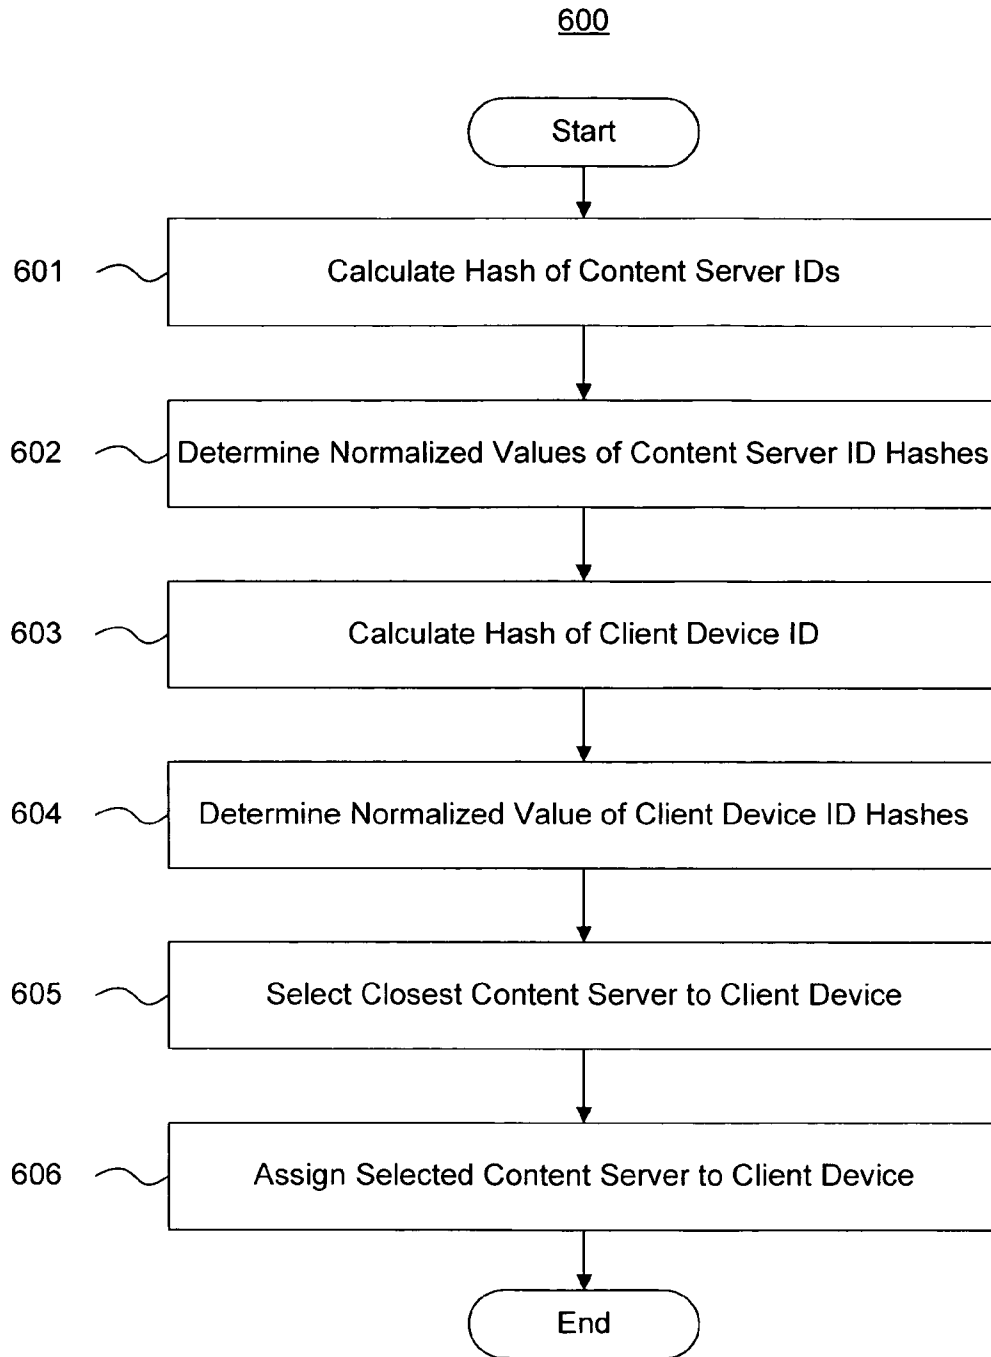 600
Start
601 Calculate Hash of Content Server IDs
602 Determine Normalized Values of Content Server ID Hashes
603 Calculate Hash of Client Device ID
604 Determine Normalized Value of Client Device ID Hashes
605 Select Closest Content Server to Client Device
606 Assign Selected Content Server to Client Device
End